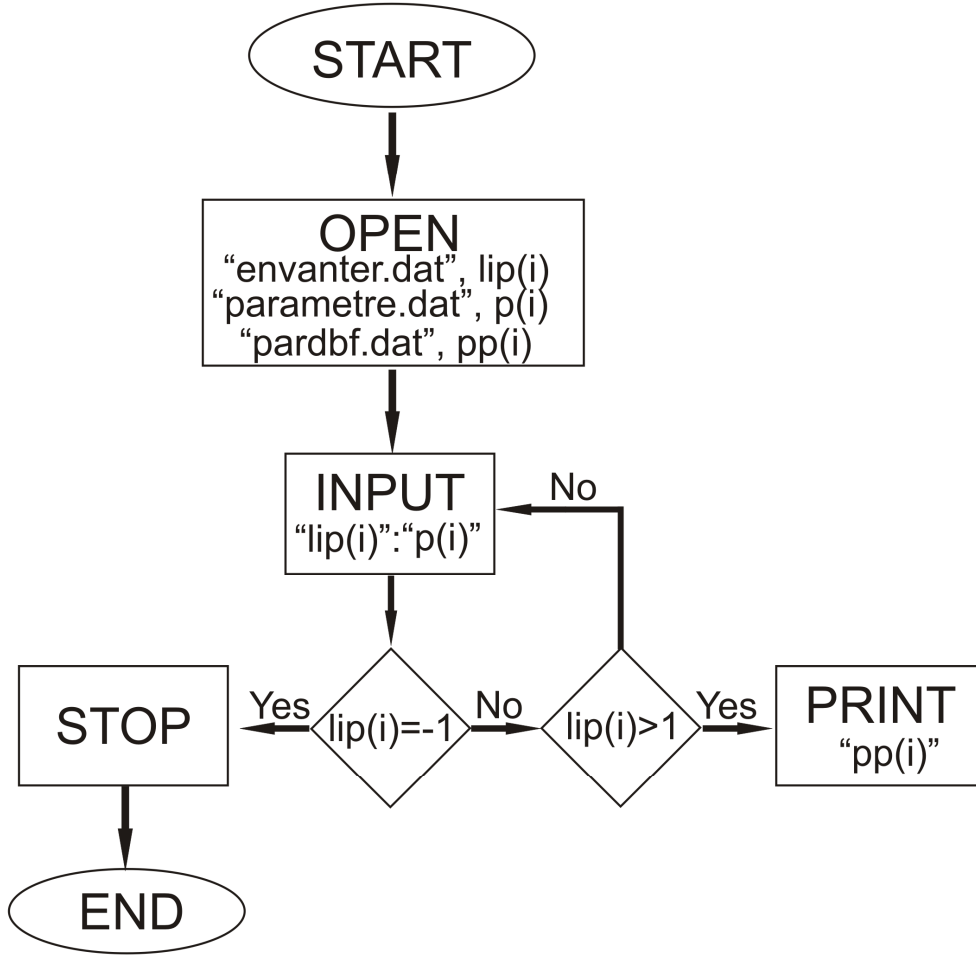 START
OPEN
“envanter.dat”, lip(i)
“parametre.dat”, p(i)
“pardbf.dat”, pp(i)
INPUT
“lip(i)”:“p(i)”
No
STOP
Yes
lip(i)=-1
No
lip(i)>1
Yes
PRINT
“pp(i)”
END